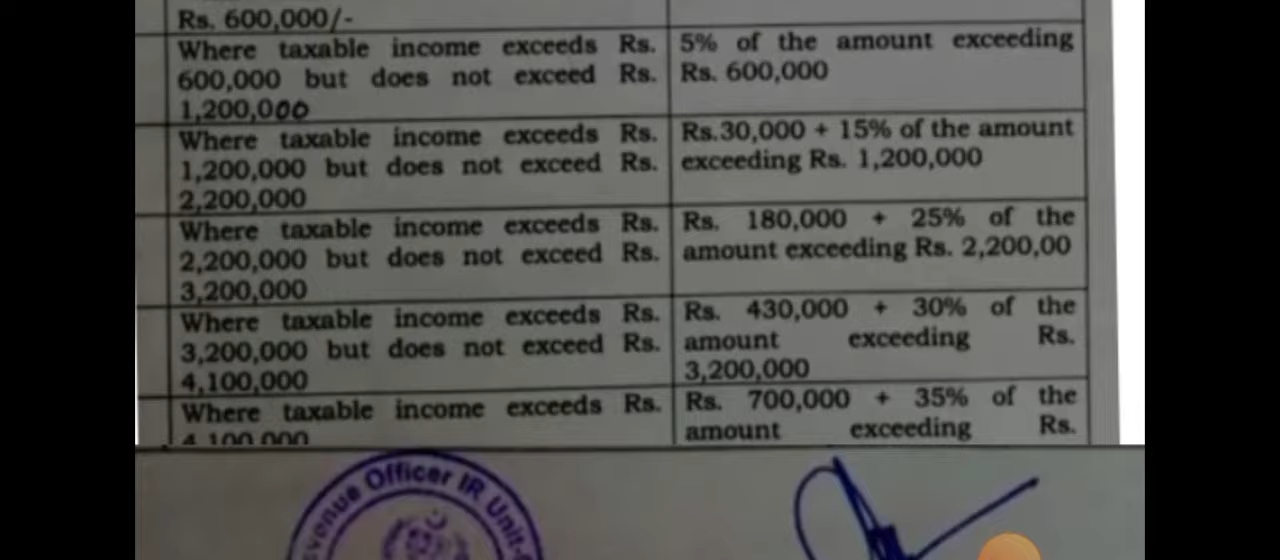 Rs. 600,000/-
Where taxable income exceeds Rs.
600,000 but does not exceed Rs.
1,200,000
5% of the amount exceeding
Rs. 600,000
Where taxable income exceeds Rs.
1,200,000 but does not exceed Rs.
2,200,000
Rs.30,000 + 15% of the amount
exceeding Rs. 1,200,000
Where taxable income exceeds Rs.
2,200,000 but does not exceed Rs.
3,200,000
Rs. 180,000 + 25% of the
amount exceeding Rs. 2,200,00
Where taxable income exceeds Rs.
3,200,000 but does not exceed Rs.
4,100,000
Rs. 430,000 + 30% of the
amount exceeding Rs.
3,200,000
Where taxable income exceeds Rs.
4,100,000
Rs. 700,000 + 35% of the
amount exceeding Rs.
Officer IR Unit